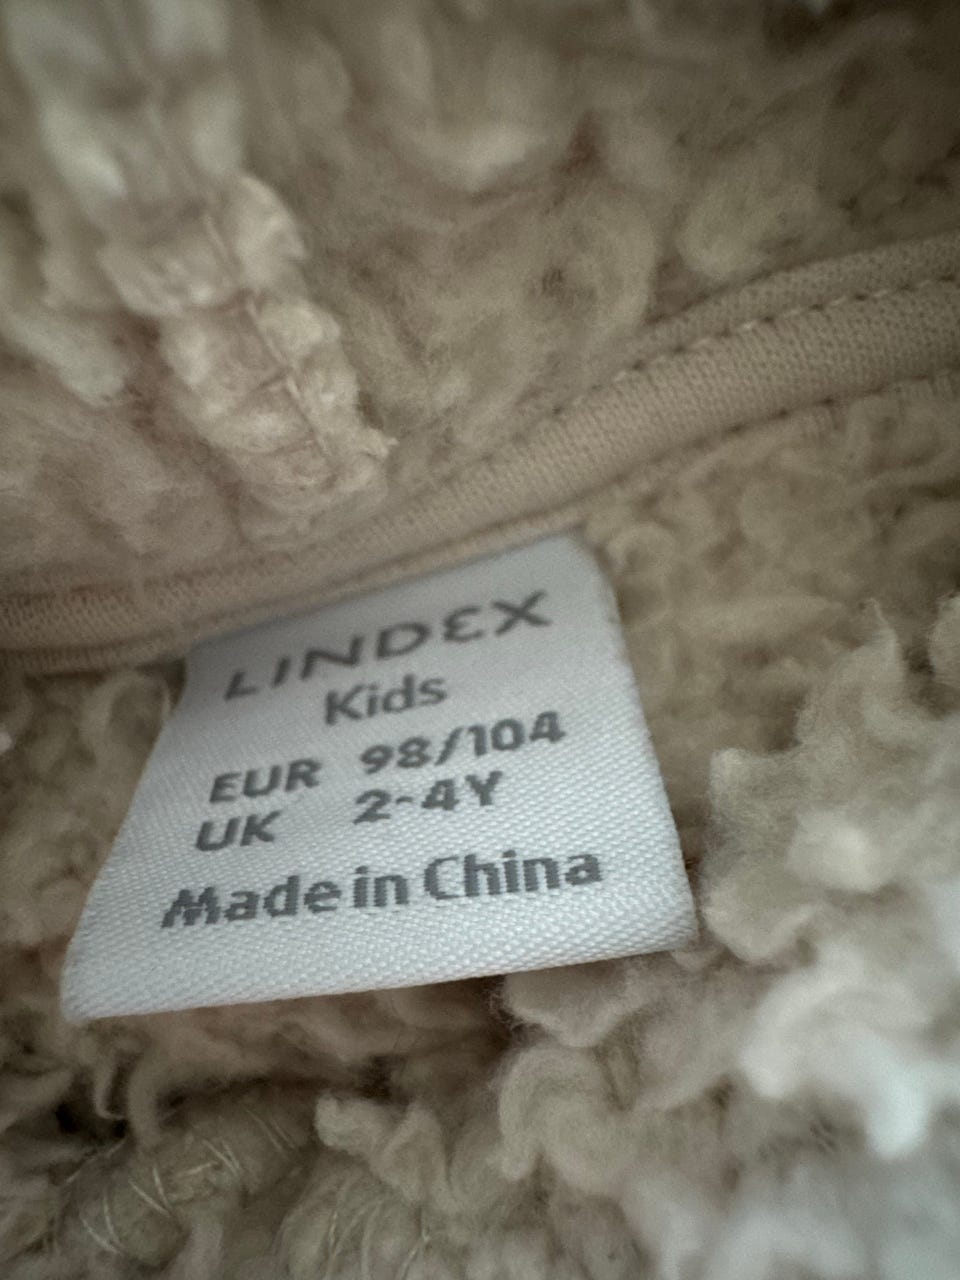 LINDEX
Kids
EUR 98/104
UK 2-4Y
Made in China